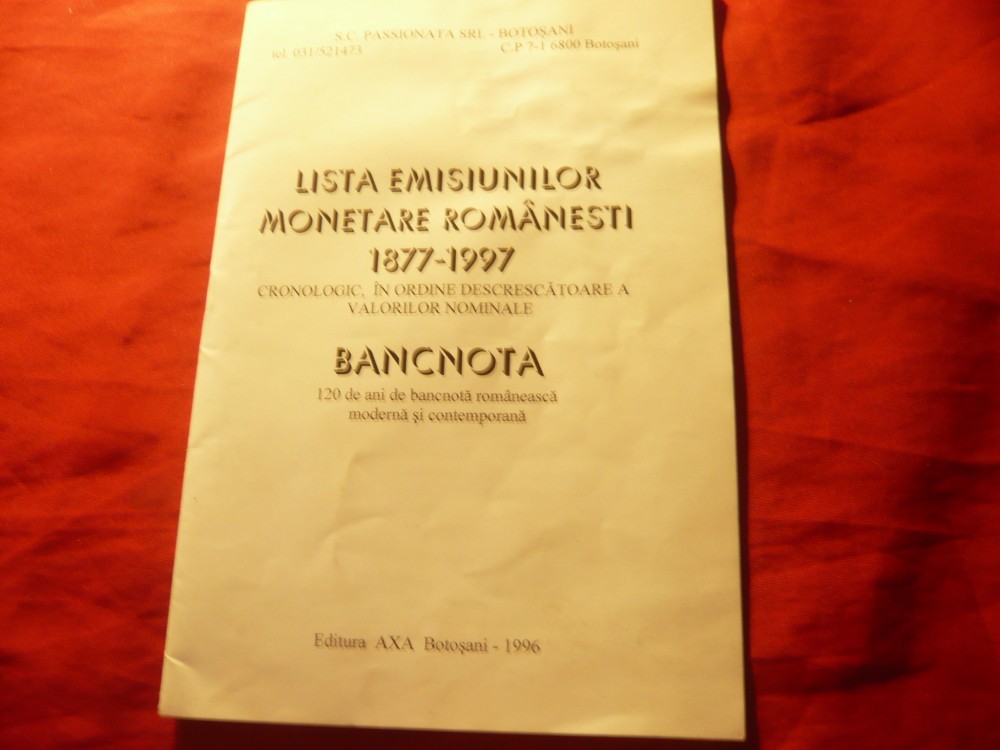 S.C. PASSIONATA SRL - BOTOŞANI
tel. 031/521473 C.P 7-1 6800 Botoşani
LISTA EMISIUNILOR
MONETARE ROMÂNESTI
1877-1997
CRONOLOGIC, ÎN ORDINE DESCRESCĂTOARE A
VALORILOR NOMINALE
BANCNOTA
120 de ani de bancnotă românească
modernă şi contemporană
Editura AXA Botoşani - 1996